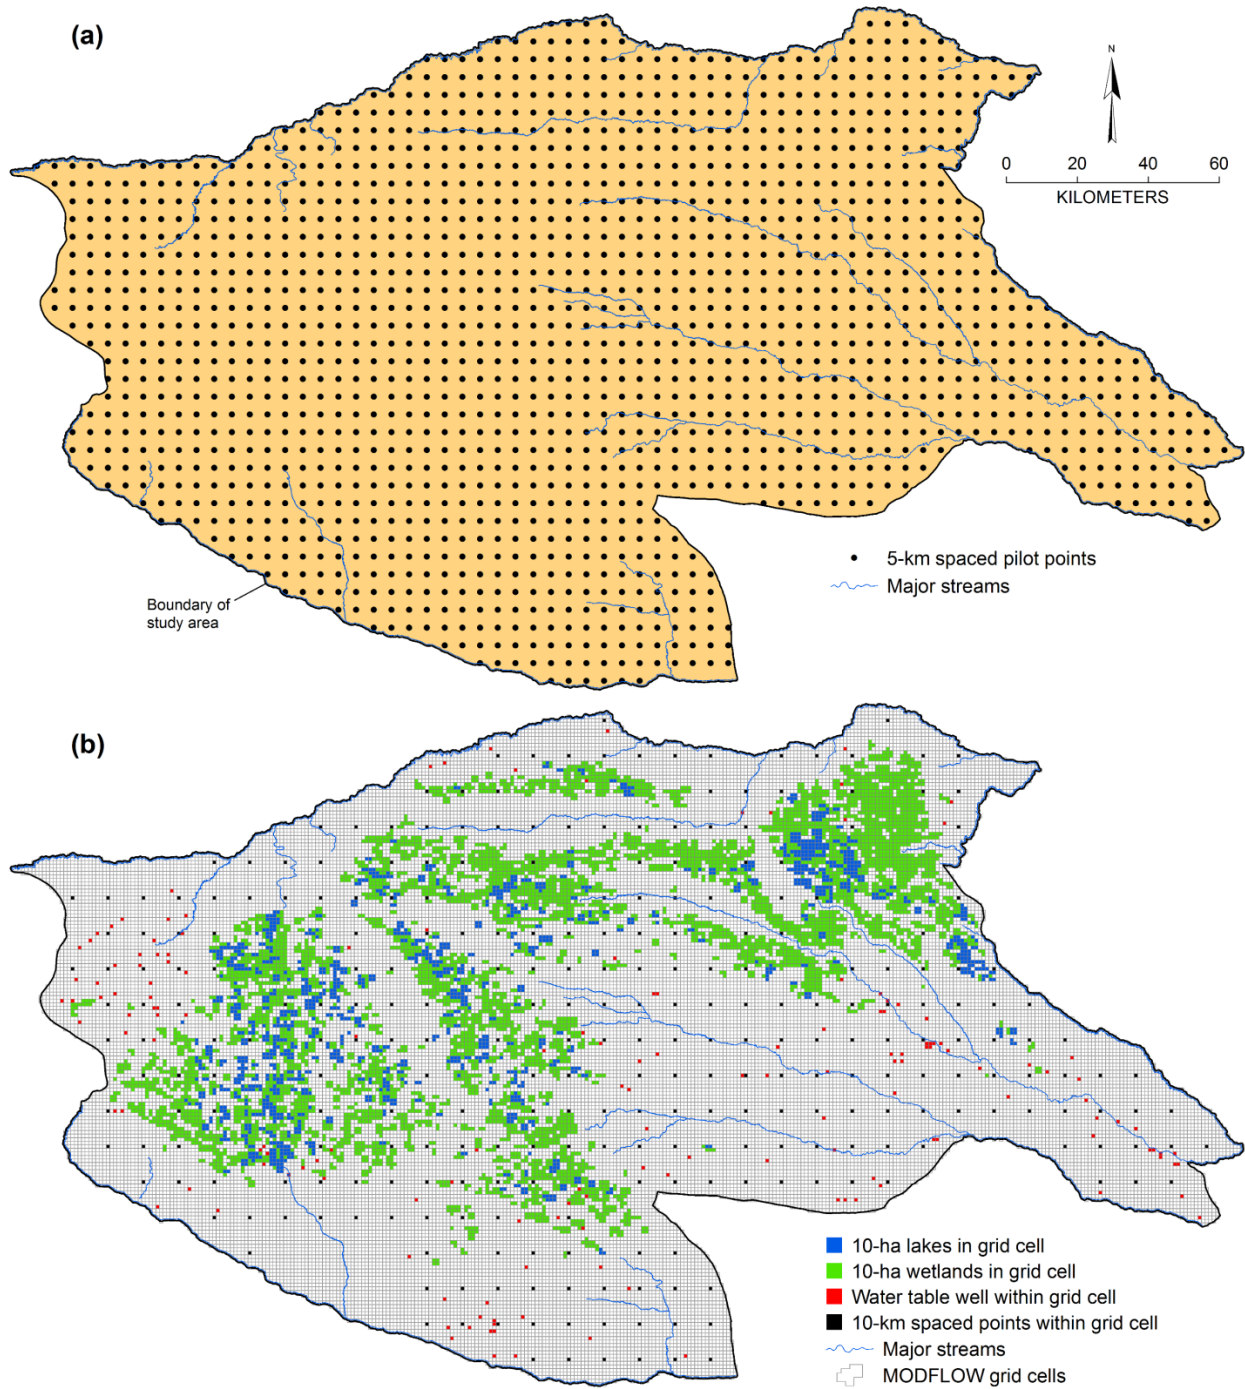 (a)
N
0 20 40 60
KILOMETERS
5-km spaced pilot points
Major streams
Boundary of
study area
(b)
10-ha lakes in grid cell
10-ha wetlands in grid cell
Water table well within grid cell
10-km spaced points within grid cell
Major streams
MODFLOW grid cells